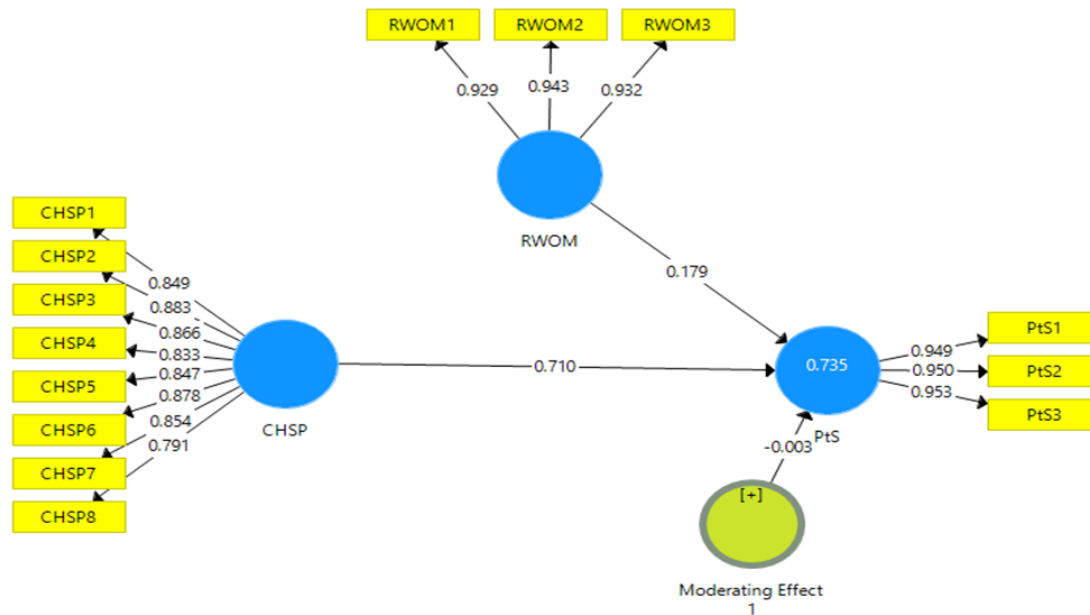 RWOM1
RWOM2
RWOM3
0.929
0.943
0.932
RWOM
CHSP1
CHSP2
CHSP3
CHSP4
CHSP5
CHSP6
CHSP7
CHSP8
0.849
0.883
0.866
0.833
0.847
0.878
0.854
0.791
CHSP
0.179
0.710
0.735
PtS
-0.003
0.949
0.950
0.953
PtS1
PtS2
PtS3
[+]
Moderating Effect
1